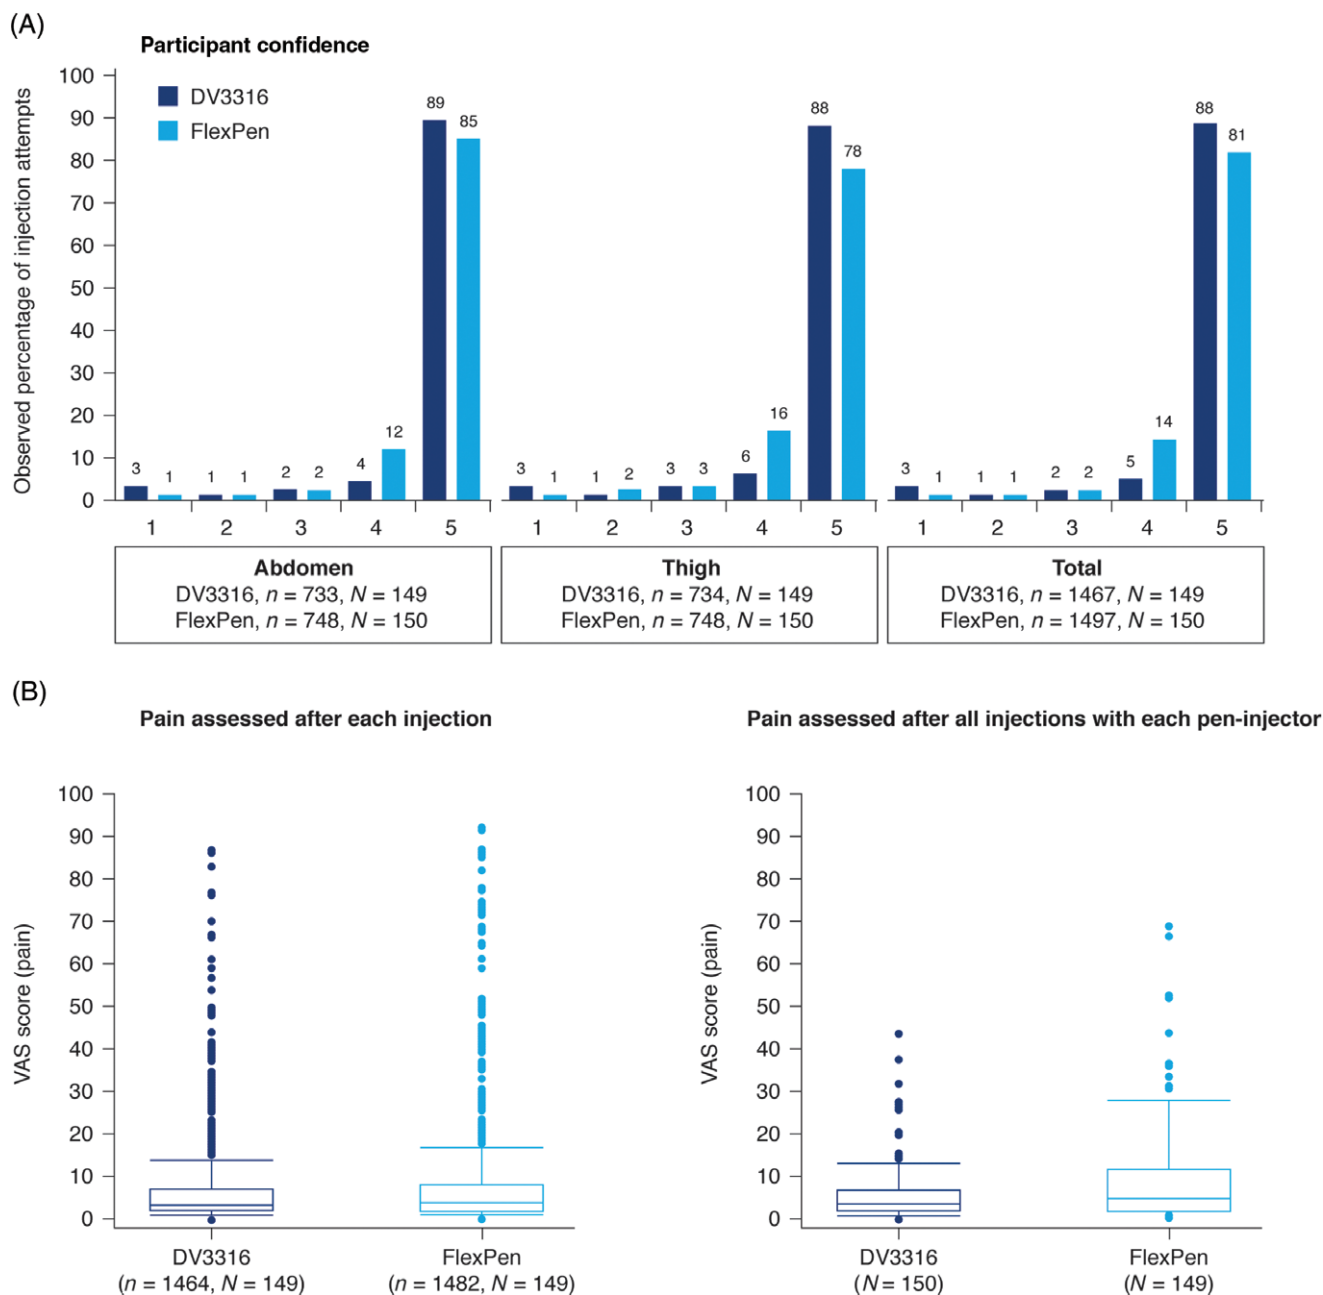 (A)
Participant confidence
Observed percentage of injection attempts
100
90
80
70
60
50
40
30
20
10
0
DV3316
FlexPen
3 1 1 1 2 2 4 12 89 85
3 1 1 2 3 3 6 16 88 78
3 1 1 1 2 2 5 14 88 81
1 2 3 4 5 1 2 3 4 5 1 2 3 4 5
Abdomen
DV3316, n = 733, N = 149
FlexPen, n = 748, N = 150
Thigh
DV3316, n = 734, N = 149
FlexPen, n = 748, N = 150
Total
DV3316, n = 1467, N = 149
FlexPen, n = 1497, N = 150
(B)
Pain assessed after each injection
VAS score (pain)
100
90
80
70
60
50
40
30
20
10
0
DV3316
(n = 1464, N = 149)
FlexPen
(n = 1482, N = 149)
Pain assessed after all injections with each pen-injector
VAS score (pain)
100
90
80
70
60
50
40
30
20
10
0
DV3316
(N = 150)
FlexPen
(N = 149)